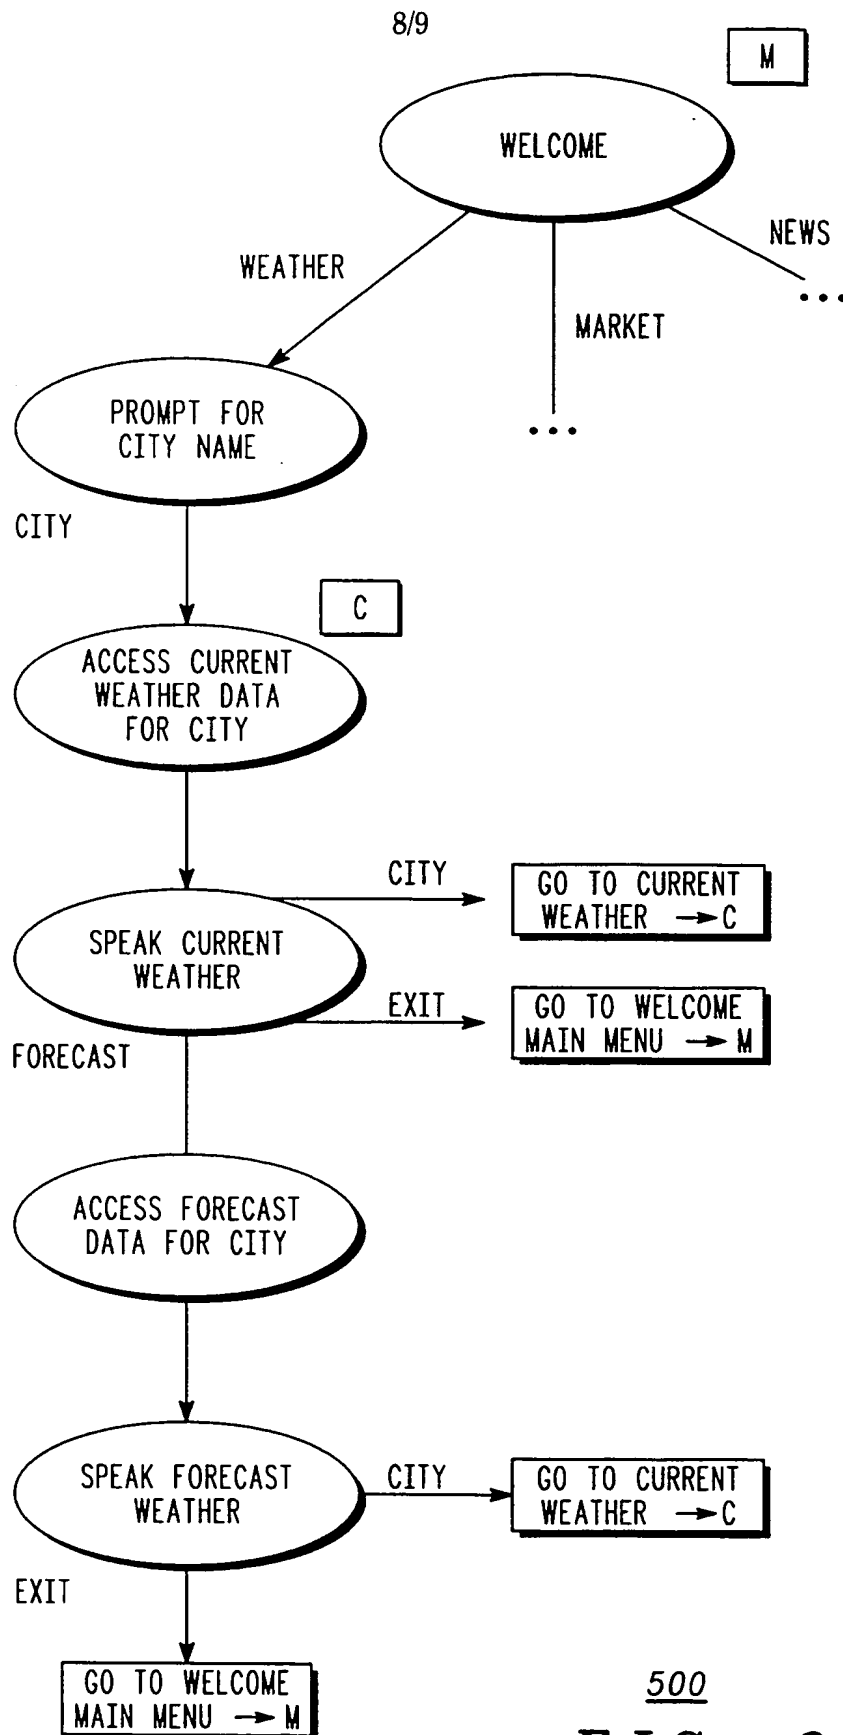 8/9
M
WELCOME
NEWS
...
WEATHER
MARKET
...
PROMPT FOR
CITY NAME
CITY
C
ACCESS CURRENT
WEATHER DATA
FOR CITY
CITY
GO TO CURRENT
WEATHER → C
SPEAK CURRENT
WEATHER
EXIT
GO TO WELCOME
MAIN MENU → M
FORECAST
ACCESS FORECAST
DATA FOR CITY
SPEAK FORECAST
WEATHER
CITY
GO TO CURRENT
WEATHER → C
EXIT
GO TO WELCOME
MAIN MENU → M
500